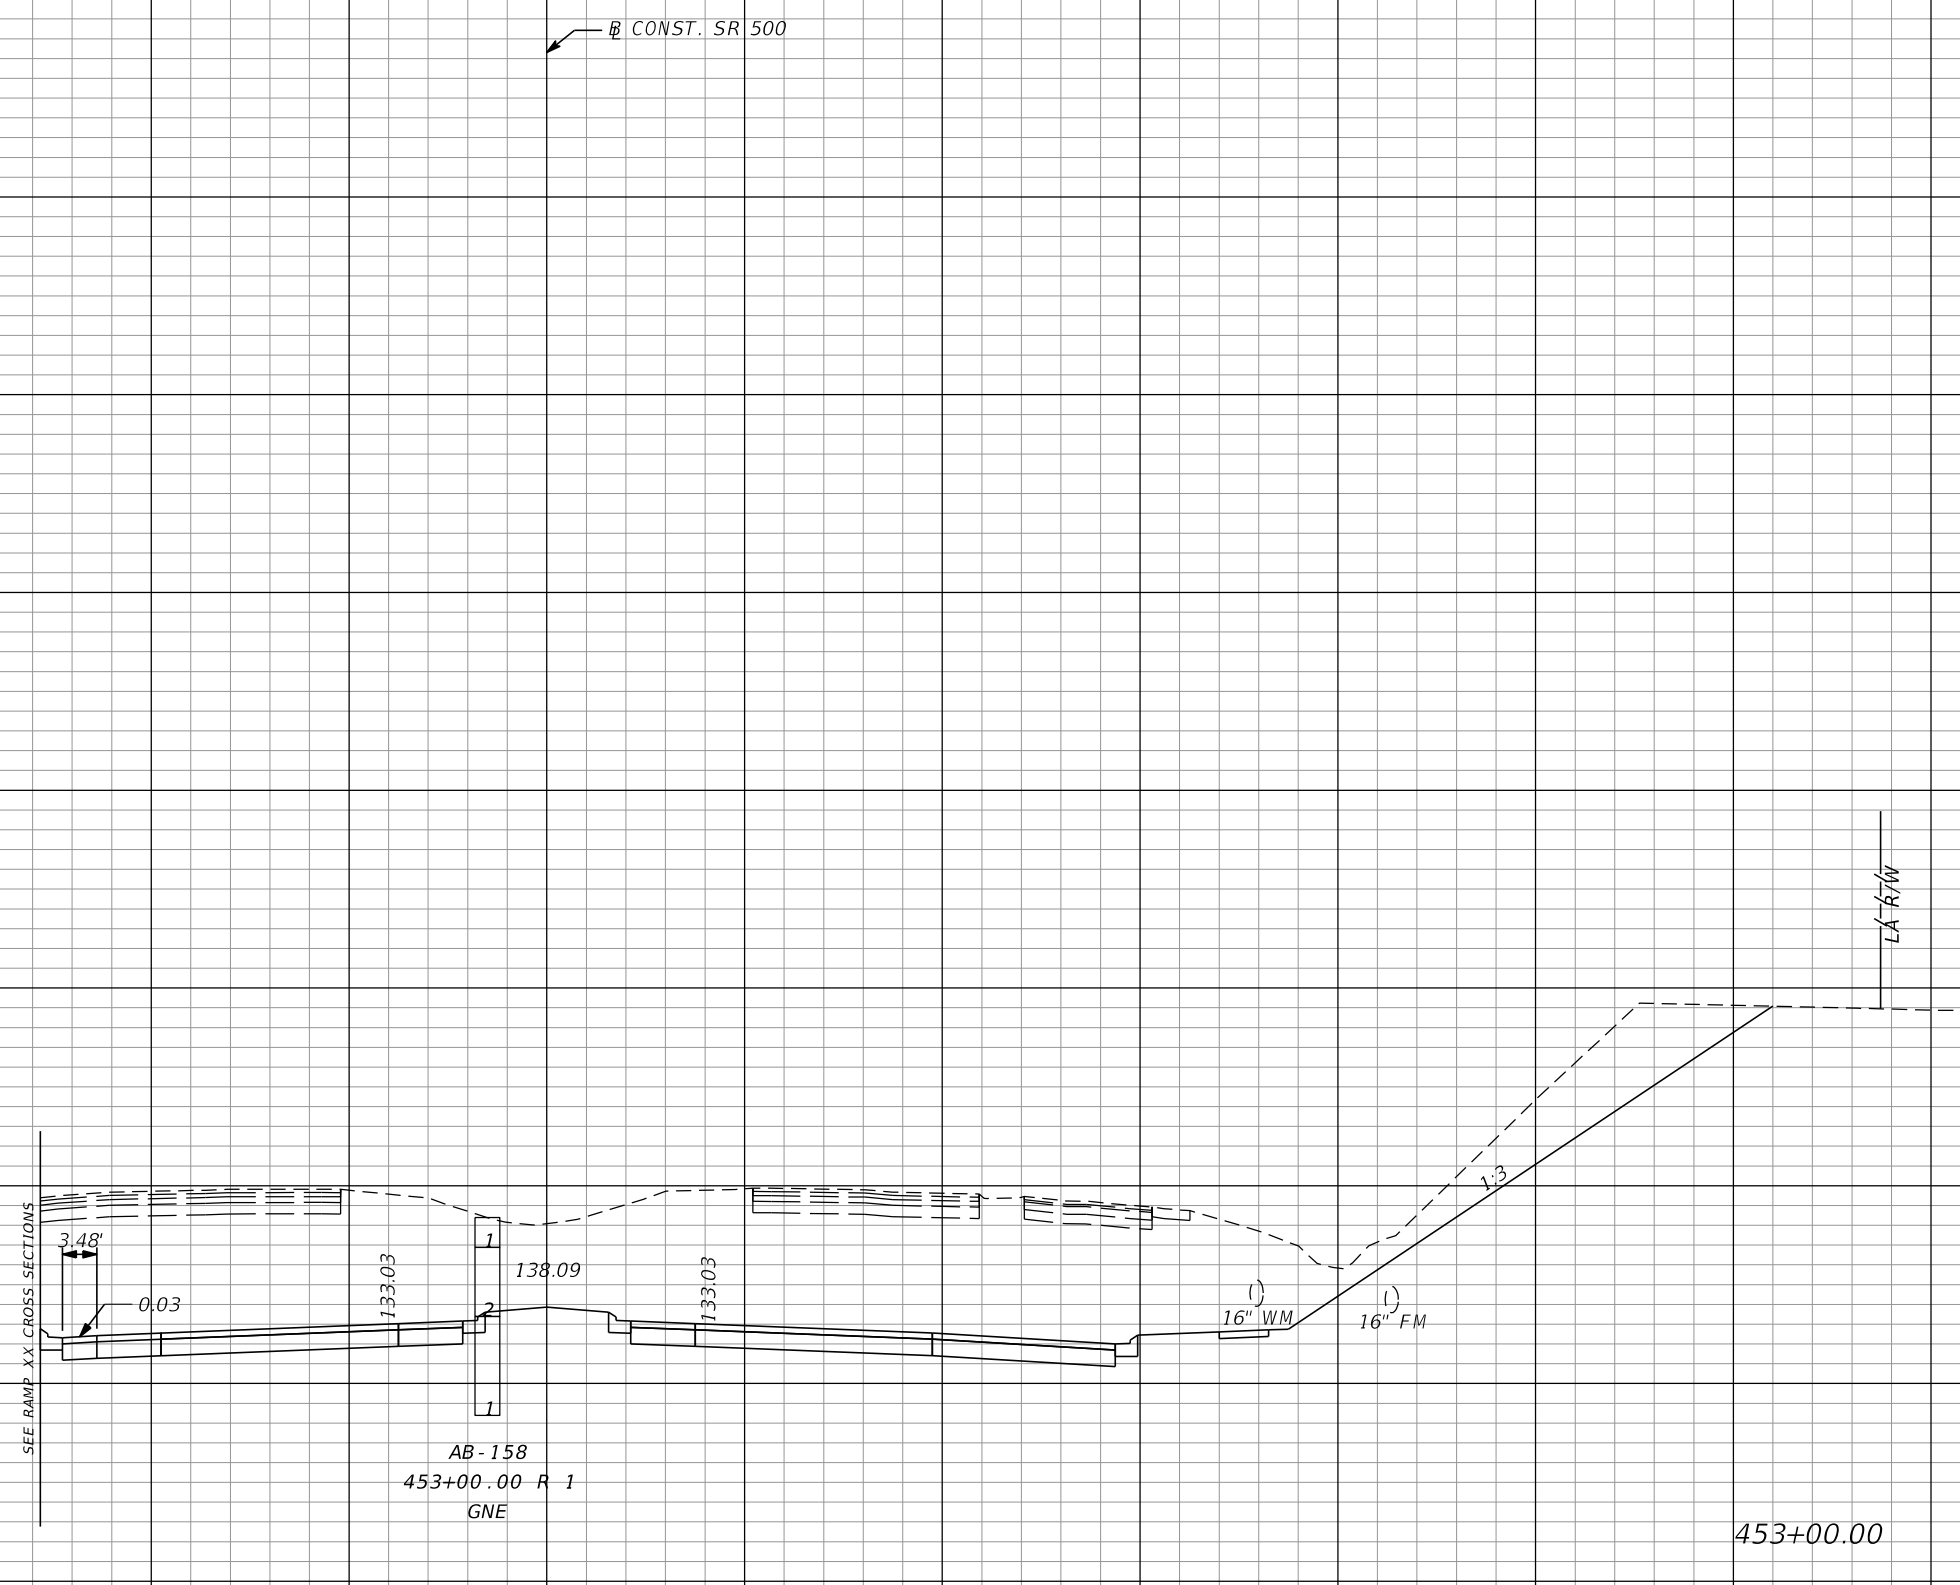 ℄ CONST. SR 500
LA R/W
1:3
SEE RAMP XX CROSS SECTIONS
3.48'
0.03
133.03
1
2
1
138.09
133.03
16" WM
16" FM
AB-158
453+00.00 R 1
GNE
453+00.00